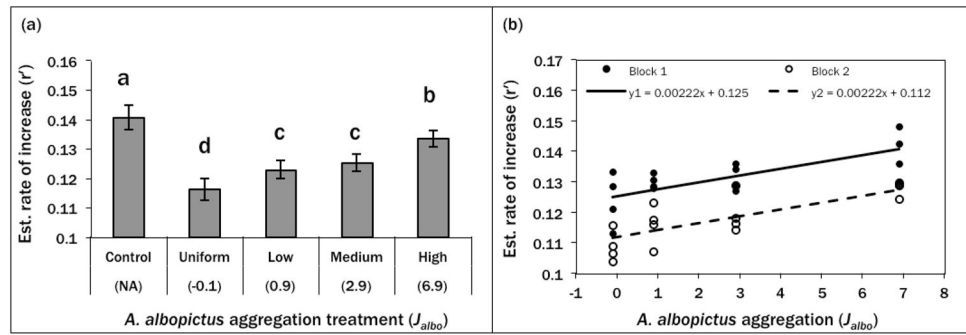 (a)
0.16
0.15
0.14
0.13
0.12
0.11
0.1
Est. rate of increase (r′)
a
d
c
c
b
Control Uniform Low Medium High
(NA) (-0.1) (0.9) (2.9) (6.9)
A. albopictus aggregation treatment (Jalbo)
(b)
0.17
0.16
0.15
0.14
0.13
0.12
0.11
0.1
Est. rate of increase (r′)
Block 1 Block 2
y1 = 0.00222x + 0.125 y2 = 0.00222x + 0.112
-1 0 1 2 3 4 5 6 7 8
A. albopictus aggregation (Jalbo)